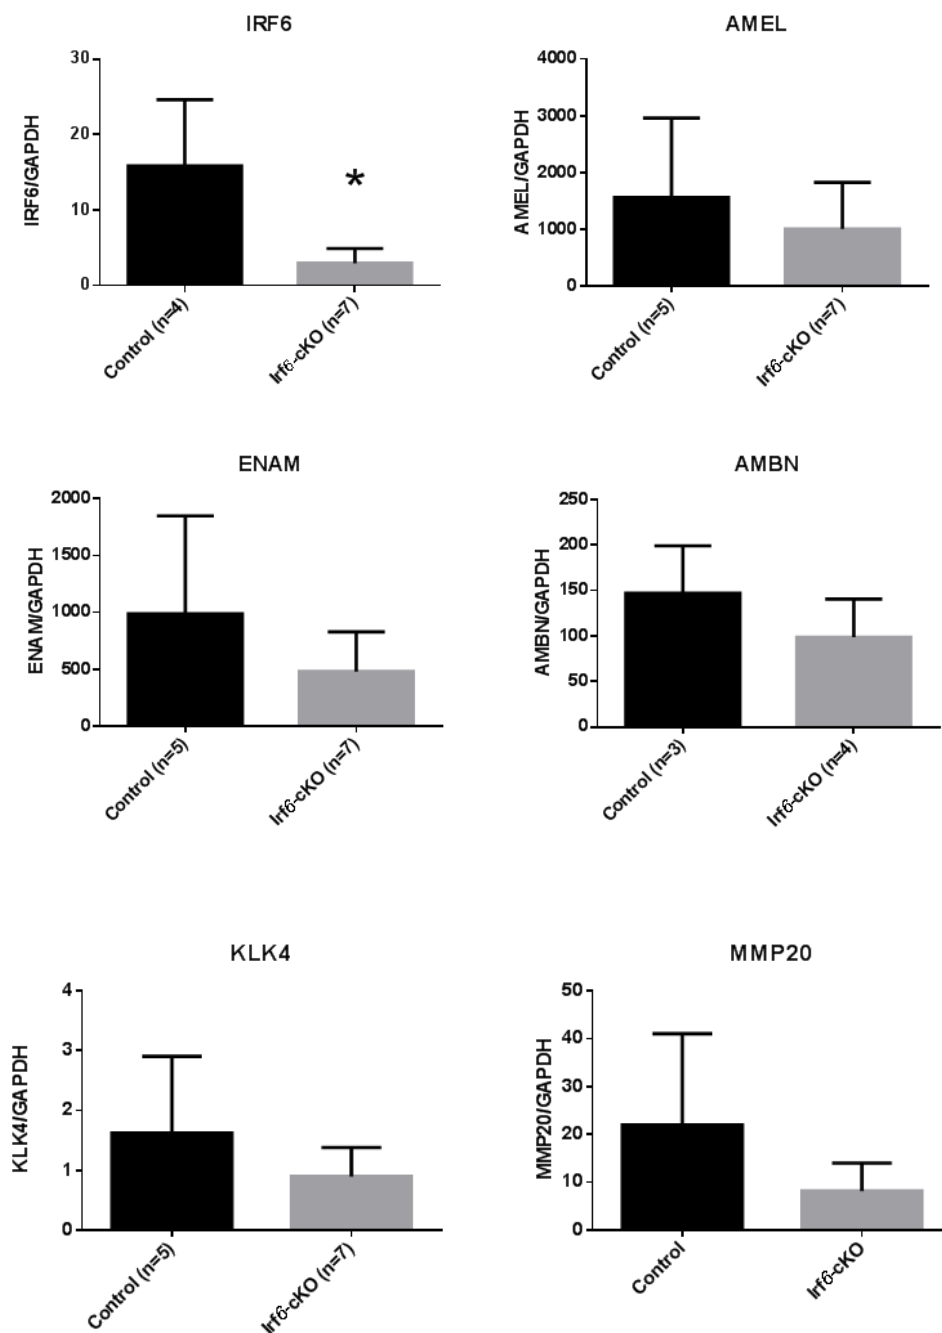 IRF6
IRF6/GAPDH
30
20
10
0
*
Control (n=4)
Irf6-cKO (n=7)
AMEL
AMEL/GAPDH
4000
3000
2000
1000
0
Control (n=5)
Irf6-cKO (n=7)
ENAM
ENAM/GAPDH
2000
1500
1000
500
0
Control (n=5)
Irf6-cKO (n=7)
AMBN
AMBN/GAPDH
250
200
150
100
50
0
Control (n=3)
Irf6-cKO (n=4)
KLK4
KLK4/GAPDH
4
3
2
1
0
Control (n=5)
Irf6-cKO (n=7)
MMP20
MMP20/GAPDH
50
40
30
20
10
0
Control
Irf6-cKO